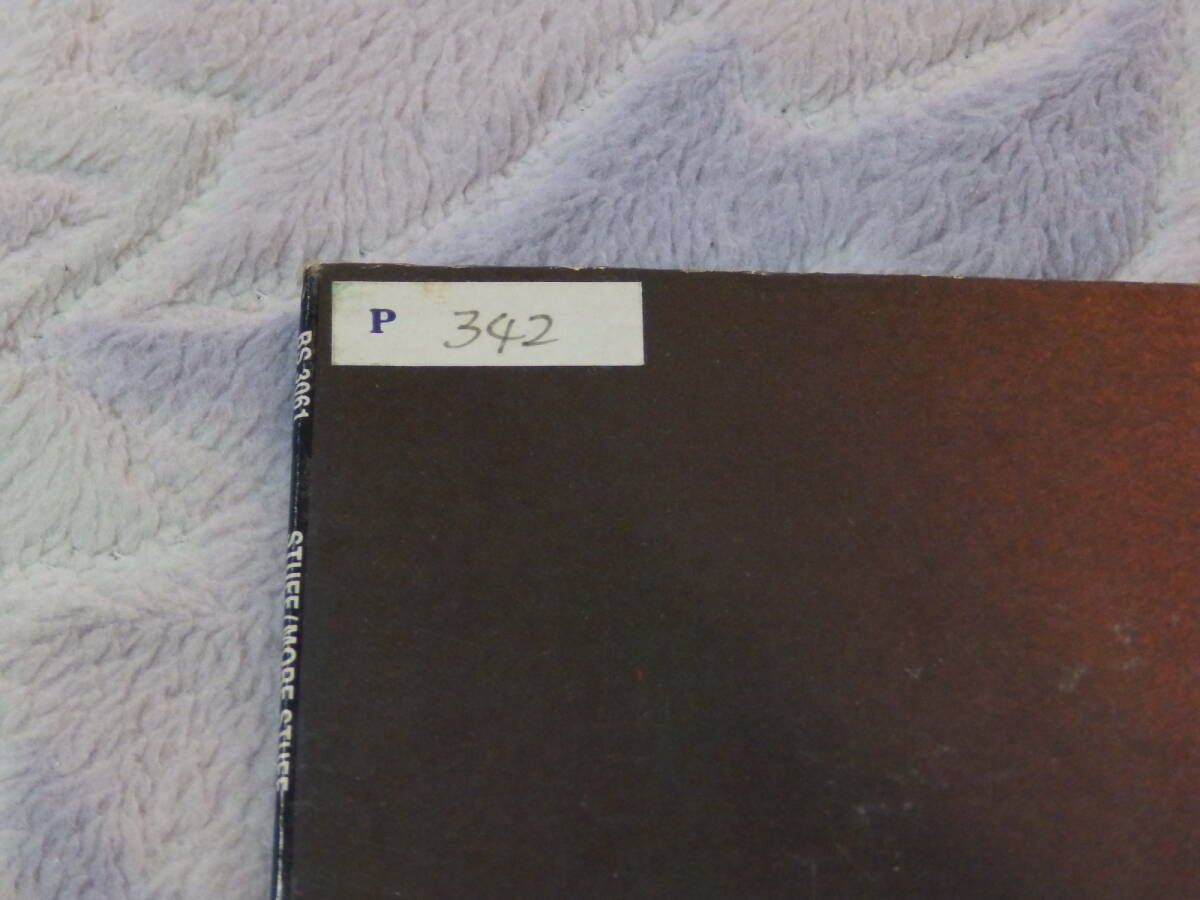 P 342
BS 3061 STUFF / MORE STUFF